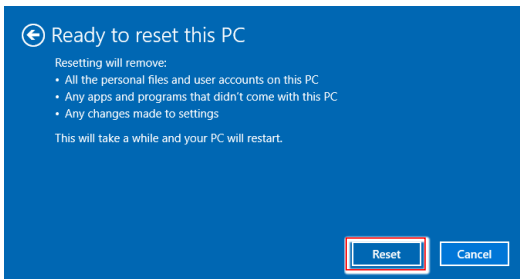 Ready to reset this PC
Resetting will remove:
• All the personal files and user accounts on this PC
• Any apps and programs that didn't come with this PC
• Any changes made to settings
This will take a while and your PC will restart.
Reset Cancel